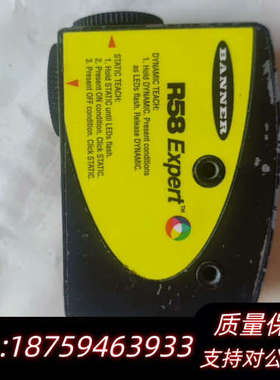 BANNER
R58 Expert™
DYNAMIC TEACH:
1. Hold DYNAMIC. Present conditions
as LEDs flash. Release DYNAMIC.
STATIC TEACH:
1. Hold STATIC until LEDs flash.
2. Present ON condition. Click STATIC.
3. Present OFF condition. Click STATIC.
质量保
:18759463933
支持对公